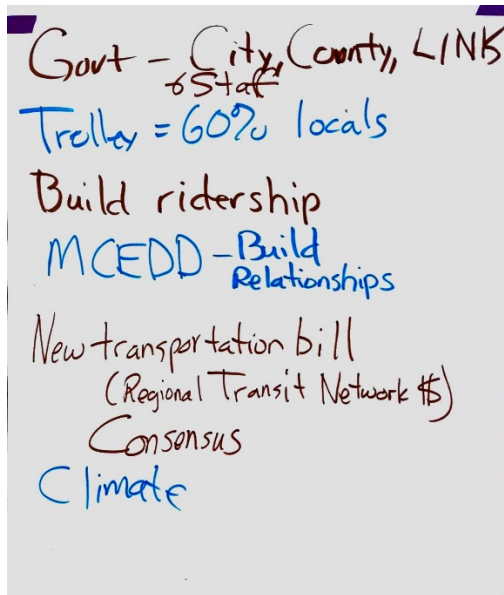 Govt - City, County, LINK
& Staff
Trolley = 60% locals
Build ridership
MCEDD - Build
Relationships
New transportation bill
(Regional Transit Network $)
Consensus
Climate